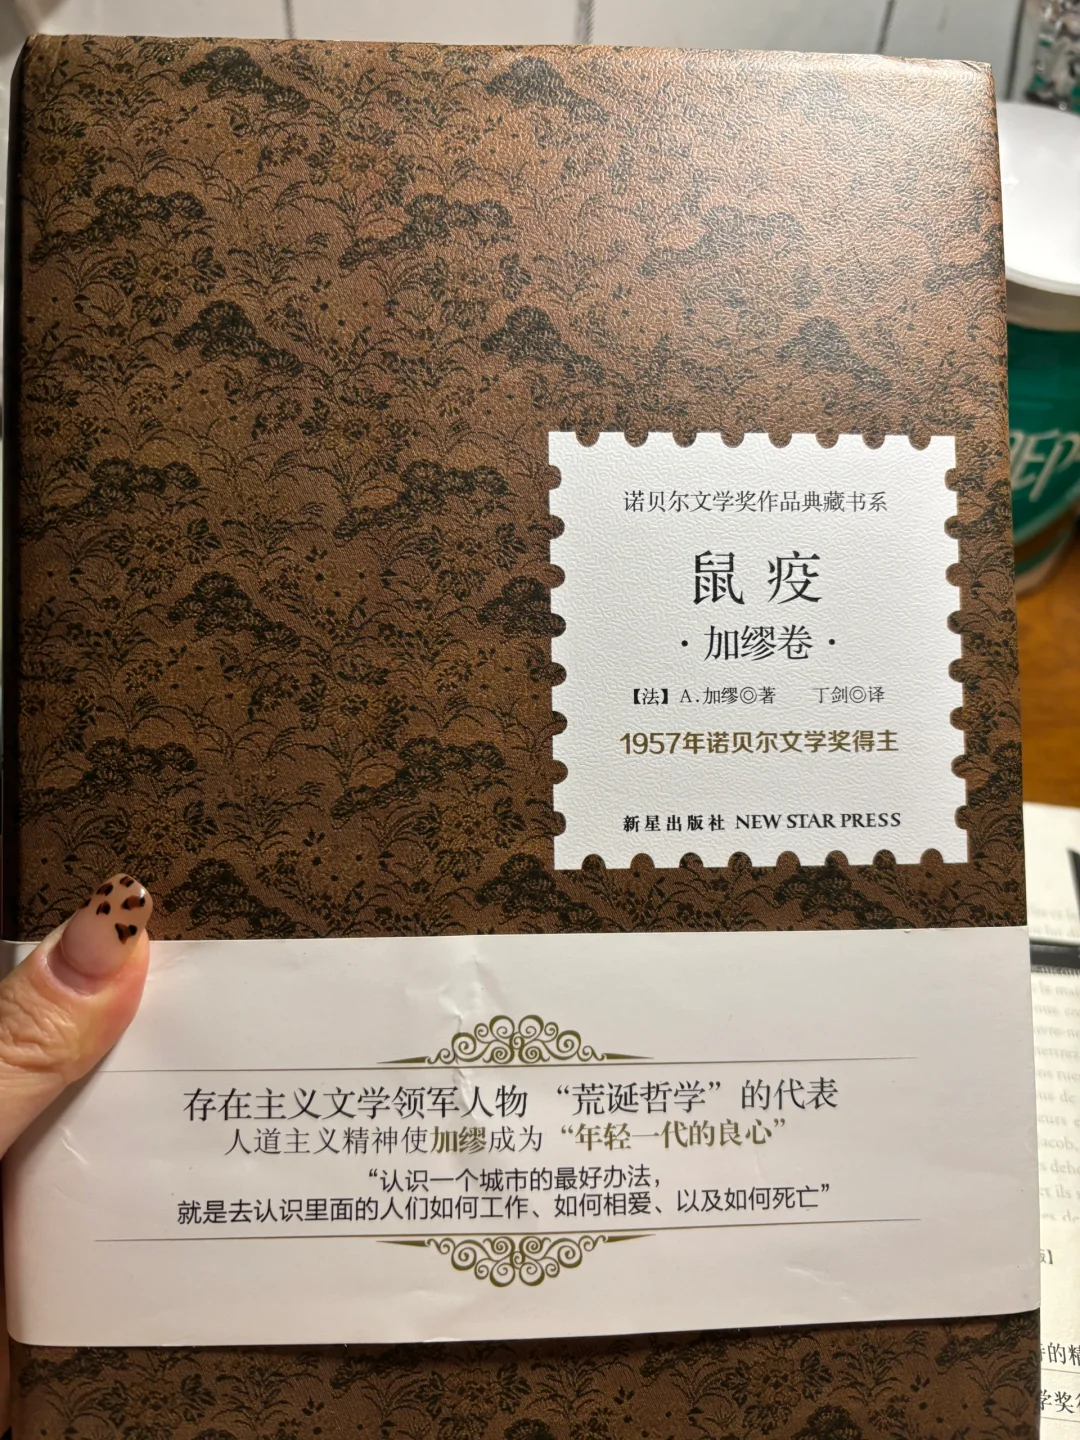 诺贝尔文学奖作品典藏书系
鼠疫
·加缪卷·
【法】A.加缪◎著 丁剑◎译
1957年诺贝尔文学奖得主
新星出版社 NEW STAR PRESS
存在主义文学领军人物 “荒诞哲学”的代表
人道主义精神使加缪成为“年轻一代的良心”
“认识一个城市的最好办法，
就是去认识里面的人们如何工作、如何相爱、以及如何死亡”